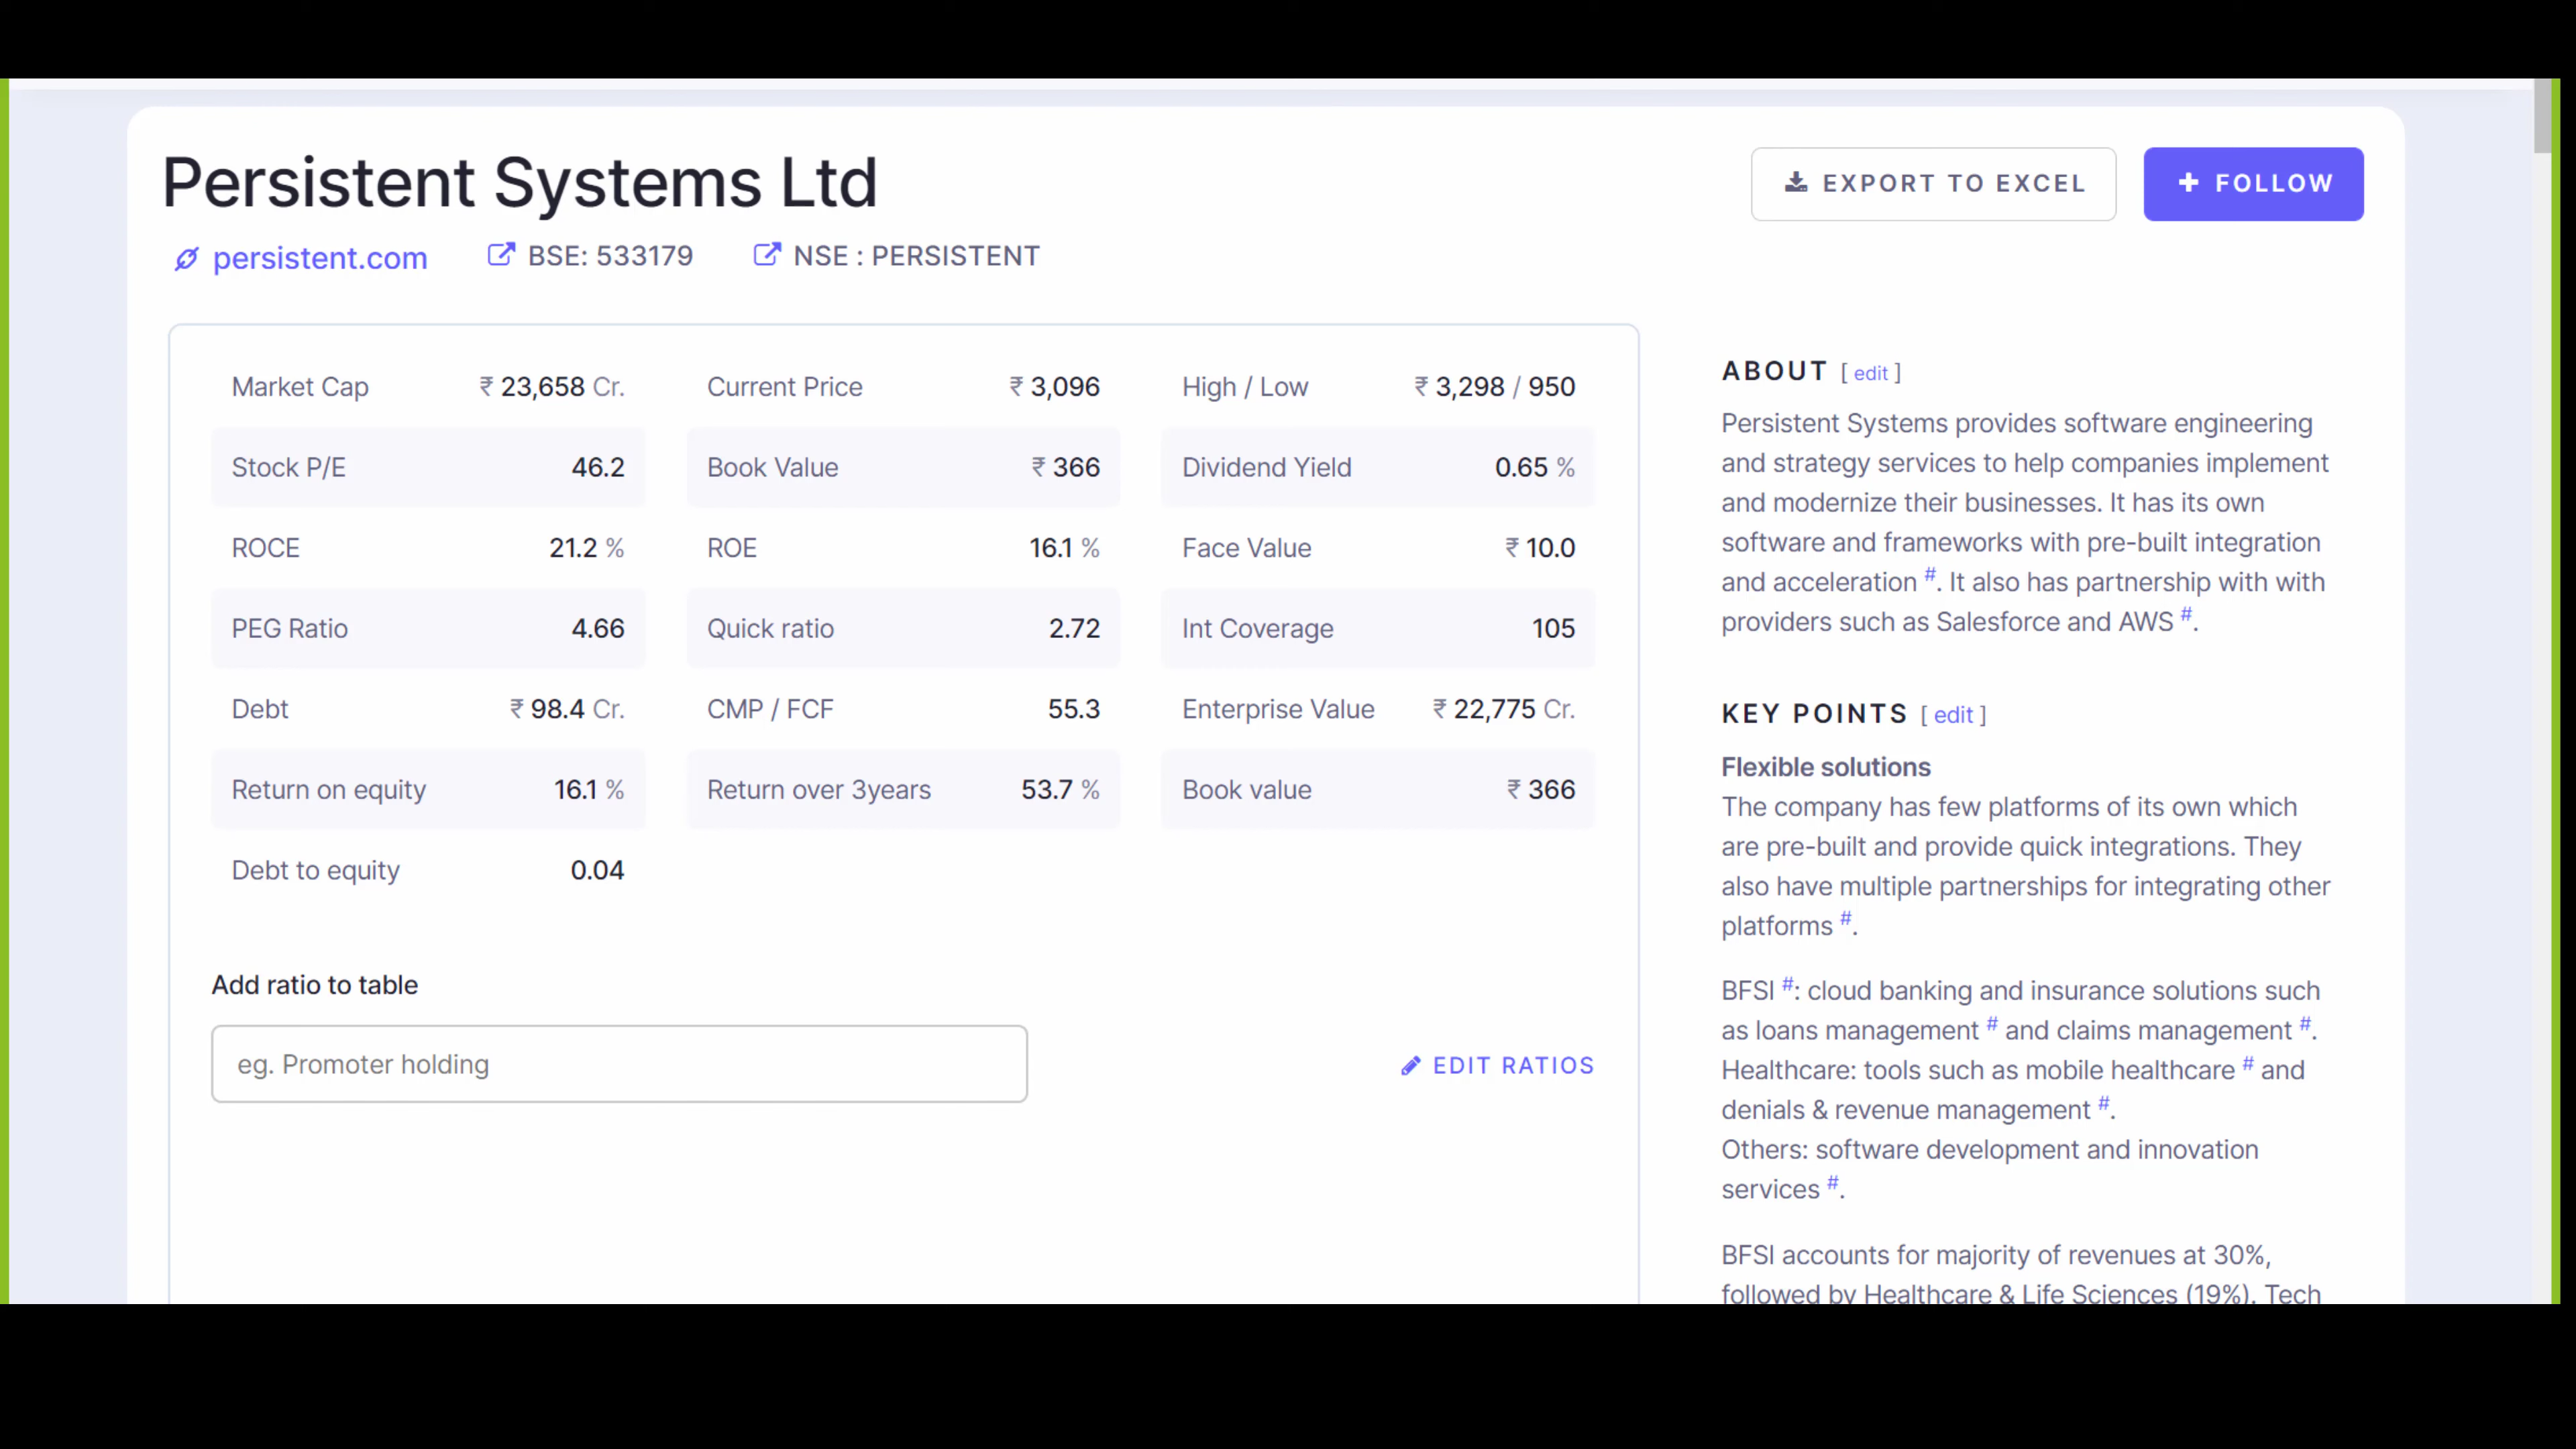 Persistent Systems Ltd
EXPORT TO EXCEL
+ FOLLOW
persistent.com
BSE: 533179
NSE : PERSISTENT
Market Cap ₹ 23,658 Cr.
Current Price ₹ 3,096
High / Low ₹ 3,298 / 950
Stock P/E 46.2
Book Value ₹ 366
Dividend Yield 0.65 %
ROCE 21.2 %
ROE 16.1 %
Face Value ₹ 10.0
PEG Ratio 4.66
Quick ratio 2.72
Int Coverage 105
Debt ₹ 98.4 Cr.
CMP / FCF 55.3
Enterprise Value ₹ 22,775 Cr.
Return on equity 16.1 %
Return over 3years 53.7 %
Book value ₹ 366
Debt to equity 0.04
Add ratio to table
eg. Promoter holding
EDIT RATIOS
ABOUT [ edit ]
Persistent Systems provides software engineering
and strategy services to help companies implement
and modernize their businesses. It has its own
software and frameworks with pre-built integration
and acceleration #. It also has partnership with with
providers such as Salesforce and AWS #.
KEY POINTS [ edit ]
Flexible solutions
The company has few platforms of its own which
are pre-built and provide quick integrations. They
also have multiple partnerships for integrating other
platforms #.
BFSI #: cloud banking and insurance solutions such
as loans management # and claims management #.
Healthcare: tools such as mobile healthcare # and
denials & revenue management #.
Others: software development and innovation
services #.
BFSI accounts for majority of revenues at 30%,
followed by Healthcare & Life Sciences (19%). Tech